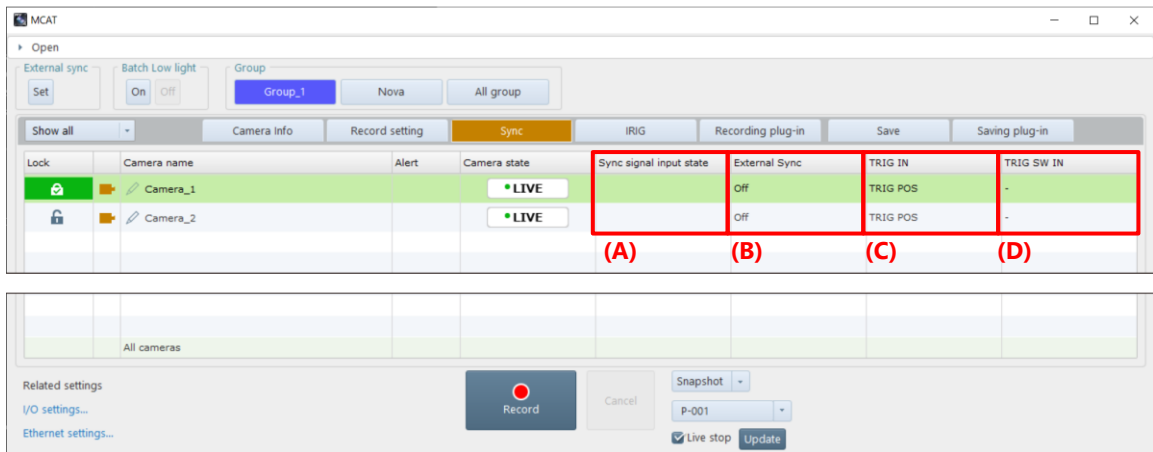 MCAT
Open
External sync Batch Low light Group
Set On Off Group_1 Nova All group
Show all Camera Info Record setting Sync IRIG Recording plug-in Save Saving plug-in
Lock Camera name Alert Camera state Sync signal input state External Sync TRIG IN TRIG SW IN
Camera_1 LIVE Off TRIG POS -
Camera_2 LIVE Off TRIG POS -
(A) (B) (C) (D)
All cameras
Related settings
I/O settings...
Ethernet settings...
Record
Cancel
Snapshot
P-001
Live stop Update